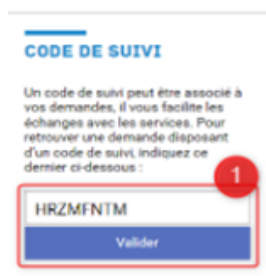 CODE DE SUIVI
Un code de suivi peut être associé à
vos demandes, il vous facilite les
échanges avec les services. Pour
retrouver une demande disposant
d'un code de suivi, indiquez ce
dernier ci-dessous :
1
HRZMFNTM
Valider